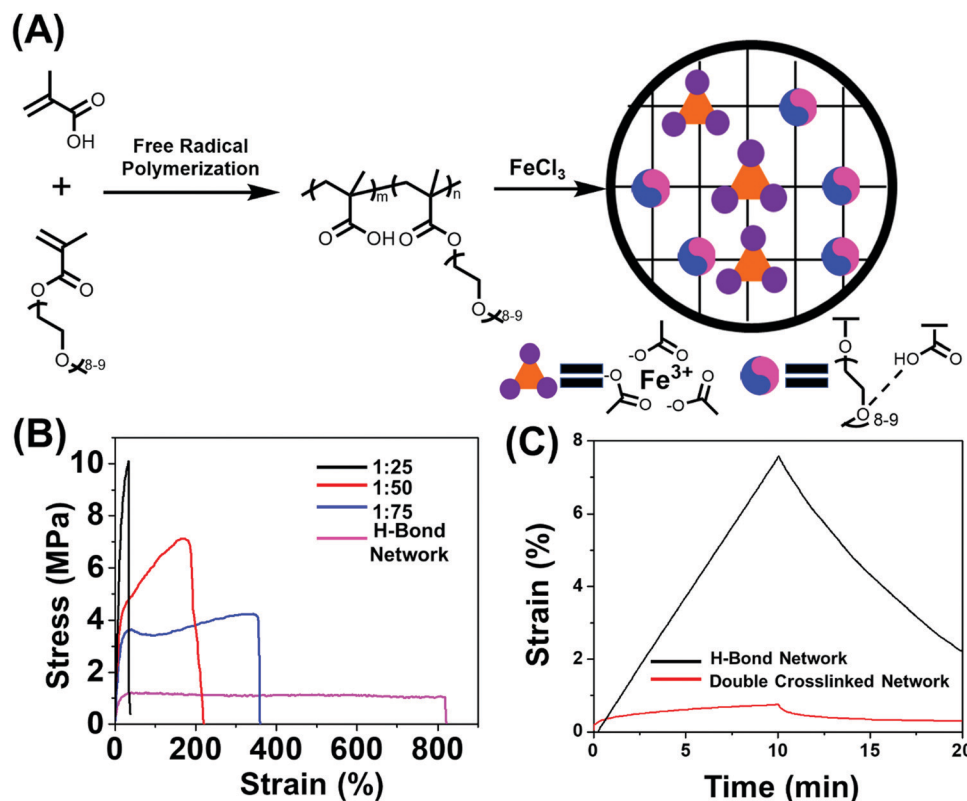 (A)
O
OH
Free Radical
Polymerization
+
O
O
O
8-9
m
n
O
OH
O
O
O
8-9
FeCl3
-O
O
-O
O
Fe3+
-O
O
O
HO
O
O
8-9
(B)
Stress (MPa)
10
8
6
4
2
0
1:25
1:50
1:75
H-Bond
Network
0
200
400
600
800
Strain (%)
(C)
Strain (%)
8
6
4
2
0
H-Bond Network
Double Crosslinked Network
0
5
10
15
20
Time (min)